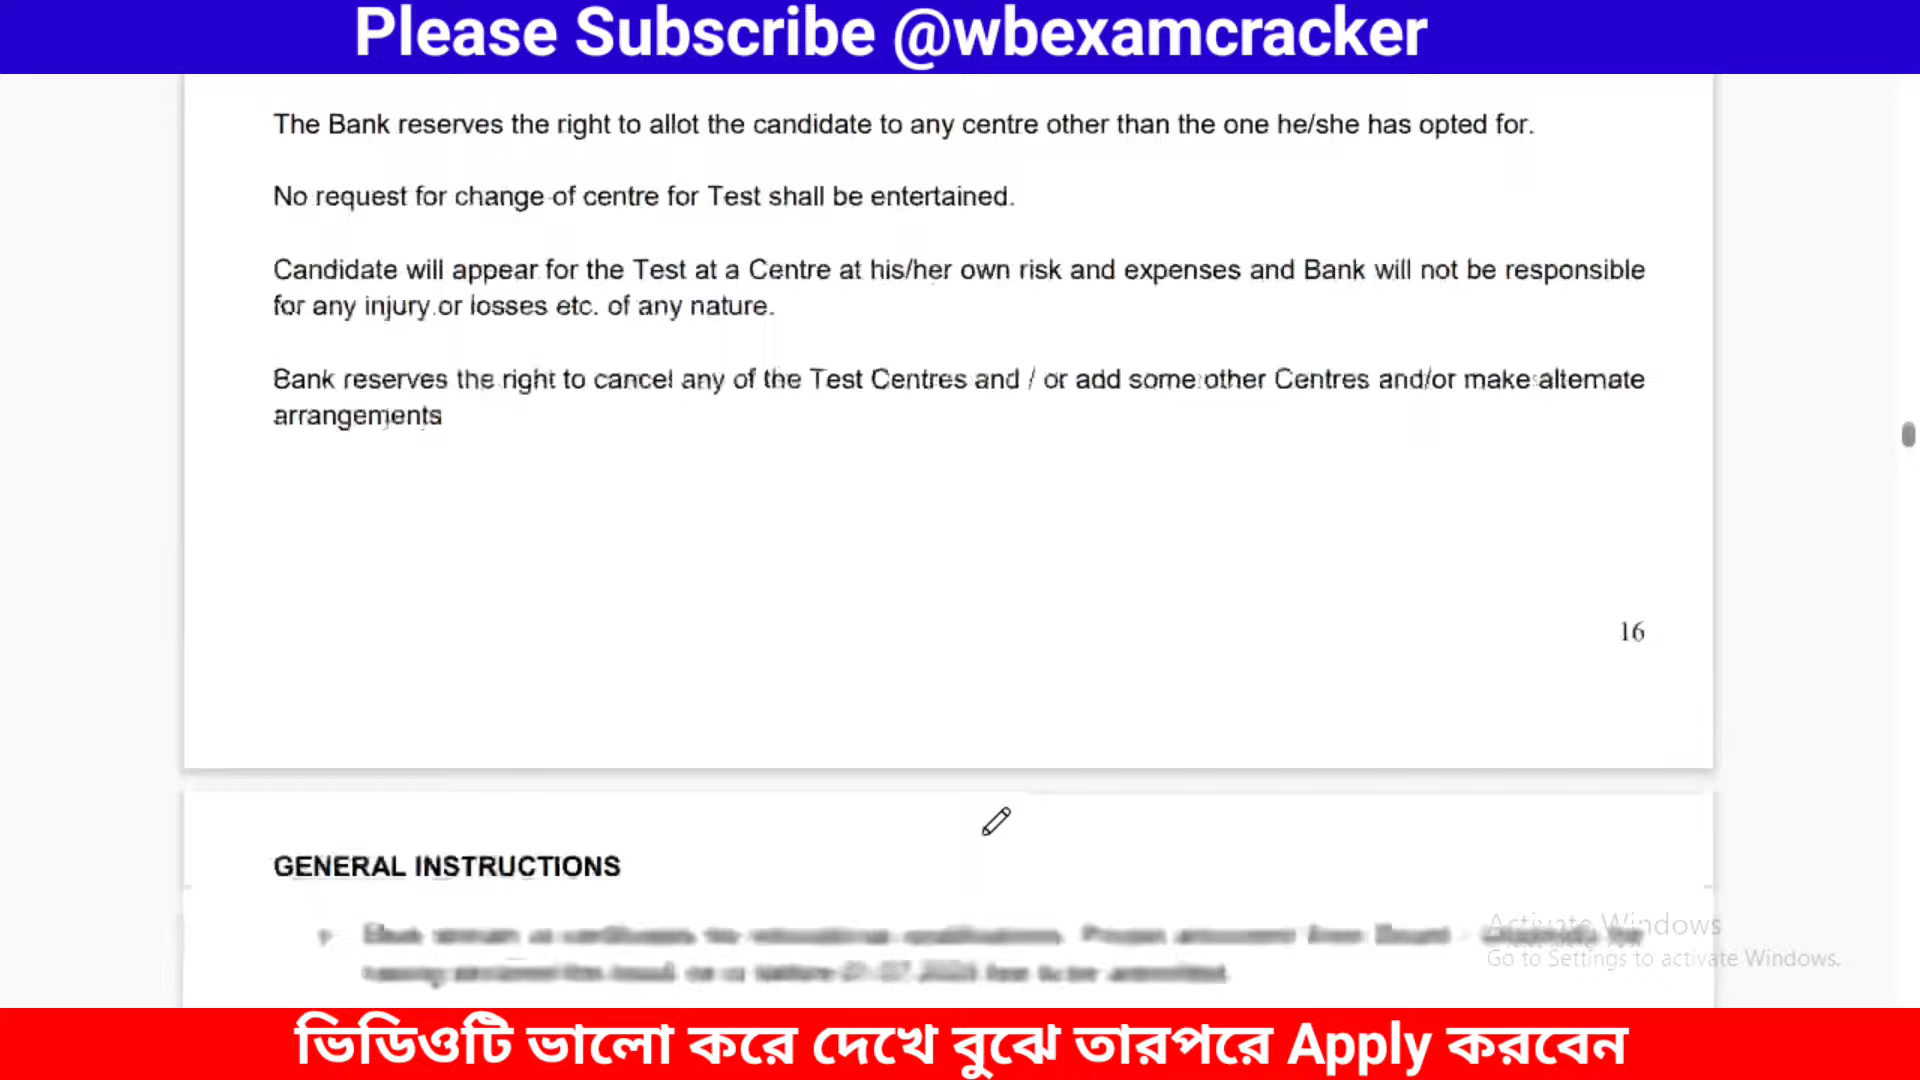 Please Subscribe @wbexamcracker
The Bank reserves the right to allot the candidate to any centre other than the one he/she has opted for.
No request for change of centre for Test shall be entertained.
Candidate will appear for the Test at a Centre at his/her own risk and expenses and Bank will not be responsible
for any injury or losses etc. of any nature.
Bank reserves the right to cancel any of the Test Centres and / or add some other Centres and/or make alternate
arrangements
16
GENERAL INSTRUCTIONS
Activate Windows
Go to Settings to activate Windows.
ভিডিওটি ভালো করে দেখে বুঝে তারপরে Apply করবেন